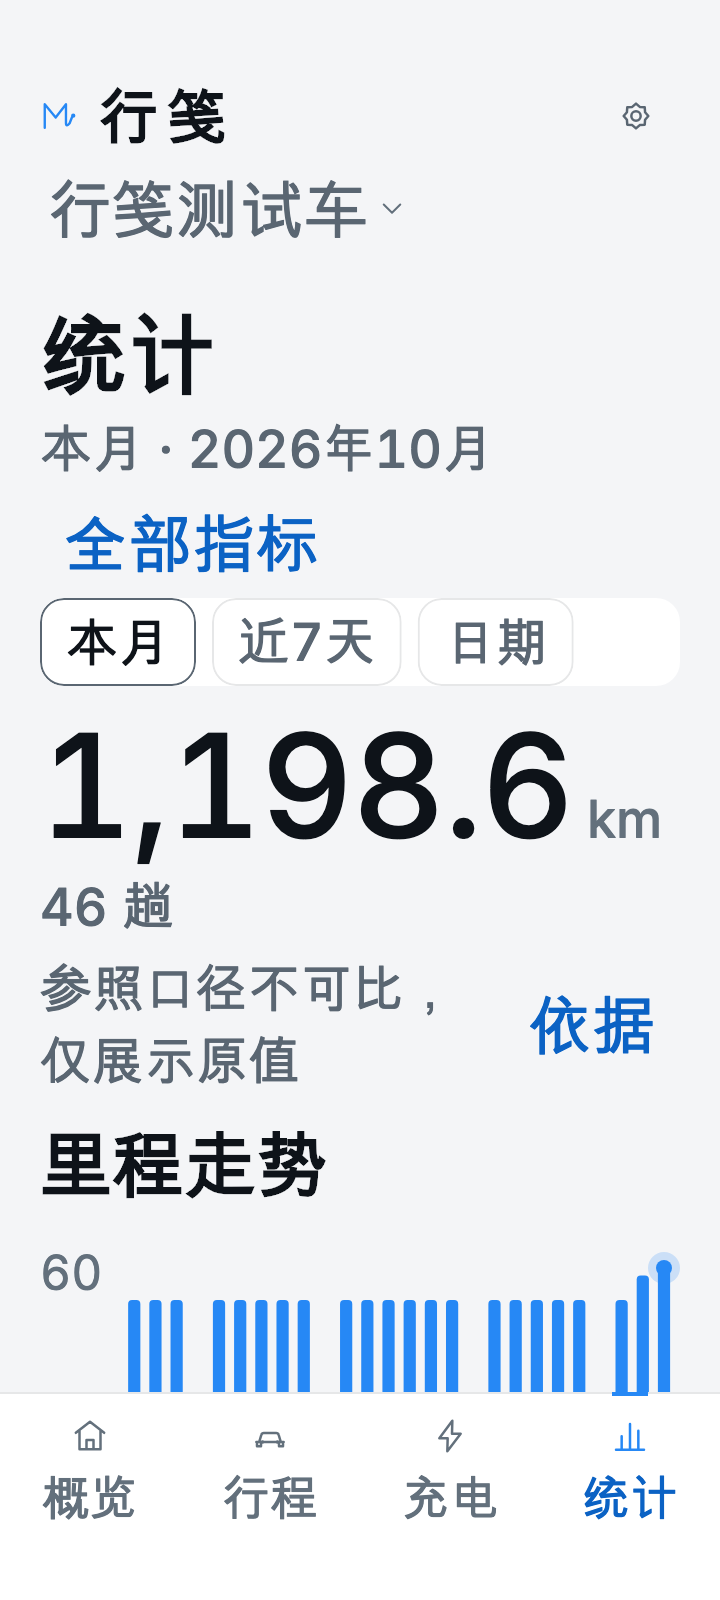 行笺
行笺测试车
统计
本月 · 2026年10月
全部指标
本月 近7天 日期
1,198.6 km
46 趟
参照口径不可比，
仅展示原值
依据
里程走势
60
概览 行程 充电 统计